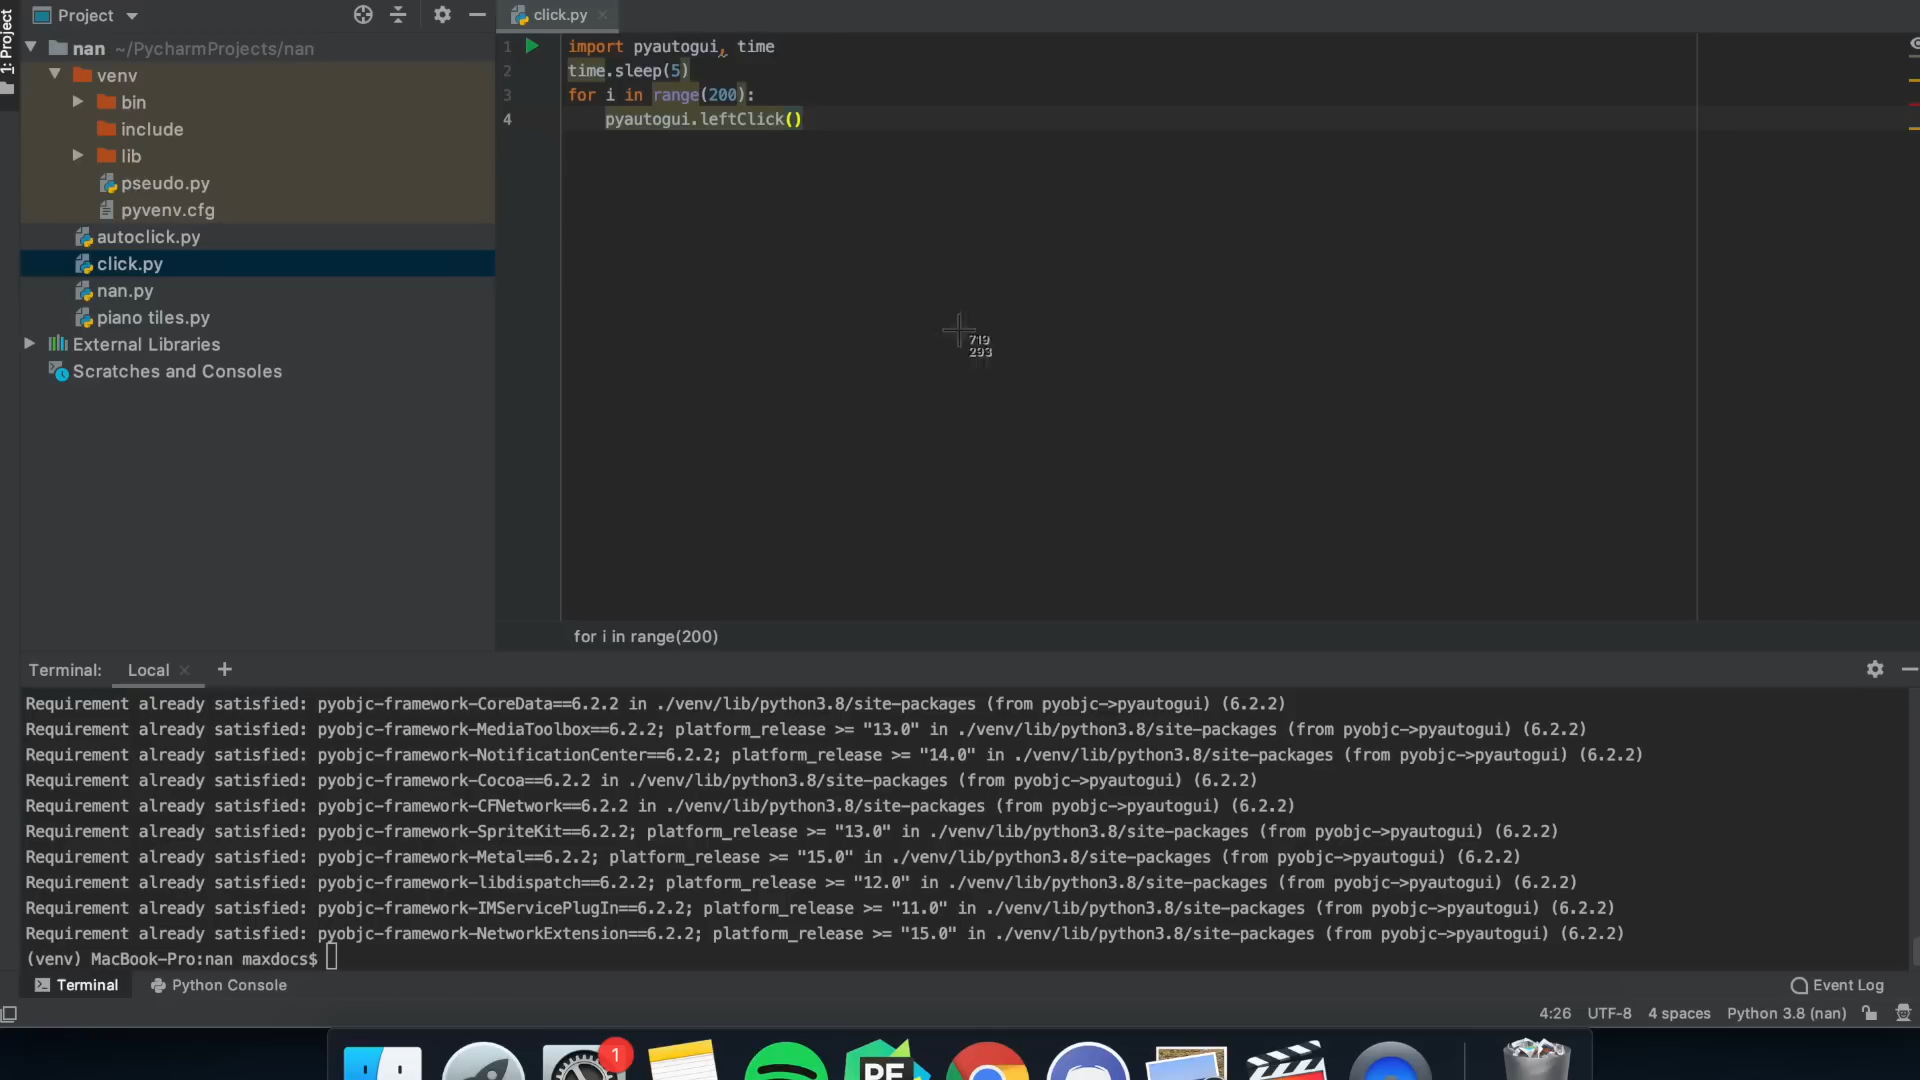 1: Project
Project
click.py
nan ~/PycharmProjects/nan
venv
bin
include
lib
pseudo.py
pyvenv.cfg
autoclick.py
click.py
nan.py
piano tiles.py
External Libraries
Scratches and Consoles
1 import pyautogui, time
2 time.sleep(5)
3 for i in range(200):
4 pyautogui.leftClick()
719
293
for i in range(200)
Terminal: Local +
Requirement already satisfied: pyobjc-framework-CoreData==6.2.2 in ./venv/lib/python3.8/site-packages (from pyobjc->pyautogui) (6.2.2)
Requirement already satisfied: pyobjc-framework-MediaToolbox==6.2.2; platform_release >= "13.0" in ./venv/lib/python3.8/site-packages (from pyobjc->pyautogui) (6.2.2)
Requirement already satisfied: pyobjc-framework-NotificationCenter==6.2.2; platform_release >= "14.0" in ./venv/lib/python3.8/site-packages (from pyobjc->pyautogui) (6.2.2)
Requirement already satisfied: pyobjc-framework-Cocoa==6.2.2 in ./venv/lib/python3.8/site-packages (from pyobjc->pyautogui) (6.2.2)
Requirement already satisfied: pyobjc-framework-CFNetwork==6.2.2 in ./venv/lib/python3.8/site-packages (from pyobjc->pyautogui) (6.2.2)
Requirement already satisfied: pyobjc-framework-SpriteKit==6.2.2; platform_release >= "13.0" in ./venv/lib/python3.8/site-packages (from pyobjc->pyautogui) (6.2.2)
Requirement already satisfied: pyobjc-framework-Metal==6.2.2; platform_release >= "15.0" in ./venv/lib/python3.8/site-packages (from pyobjc->pyautogui) (6.2.2)
Requirement already satisfied: pyobjc-framework-libdispatch==6.2.2; platform_release >= "12.0" in ./venv/lib/python3.8/site-packages (from pyobjc->pyautogui) (6.2.2)
Requirement already satisfied: pyobjc-framework-IMServicePlugIn==6.2.2; platform_release >= "11.0" in ./venv/lib/python3.8/site-packages (from pyobjc->pyautogui) (6.2.2)
Requirement already satisfied: pyobjc-framework-NetworkExtension==6.2.2; platform_release >= "15.0" in ./venv/lib/python3.8/site-packages (from pyobjc->pyautogui) (6.2.2)
(venv) MacBook-Pro:nan maxdocs$
Terminal Python Console Event Log
4:26 UTF-8 4 spaces Python 3.8 (nan)
1
PE